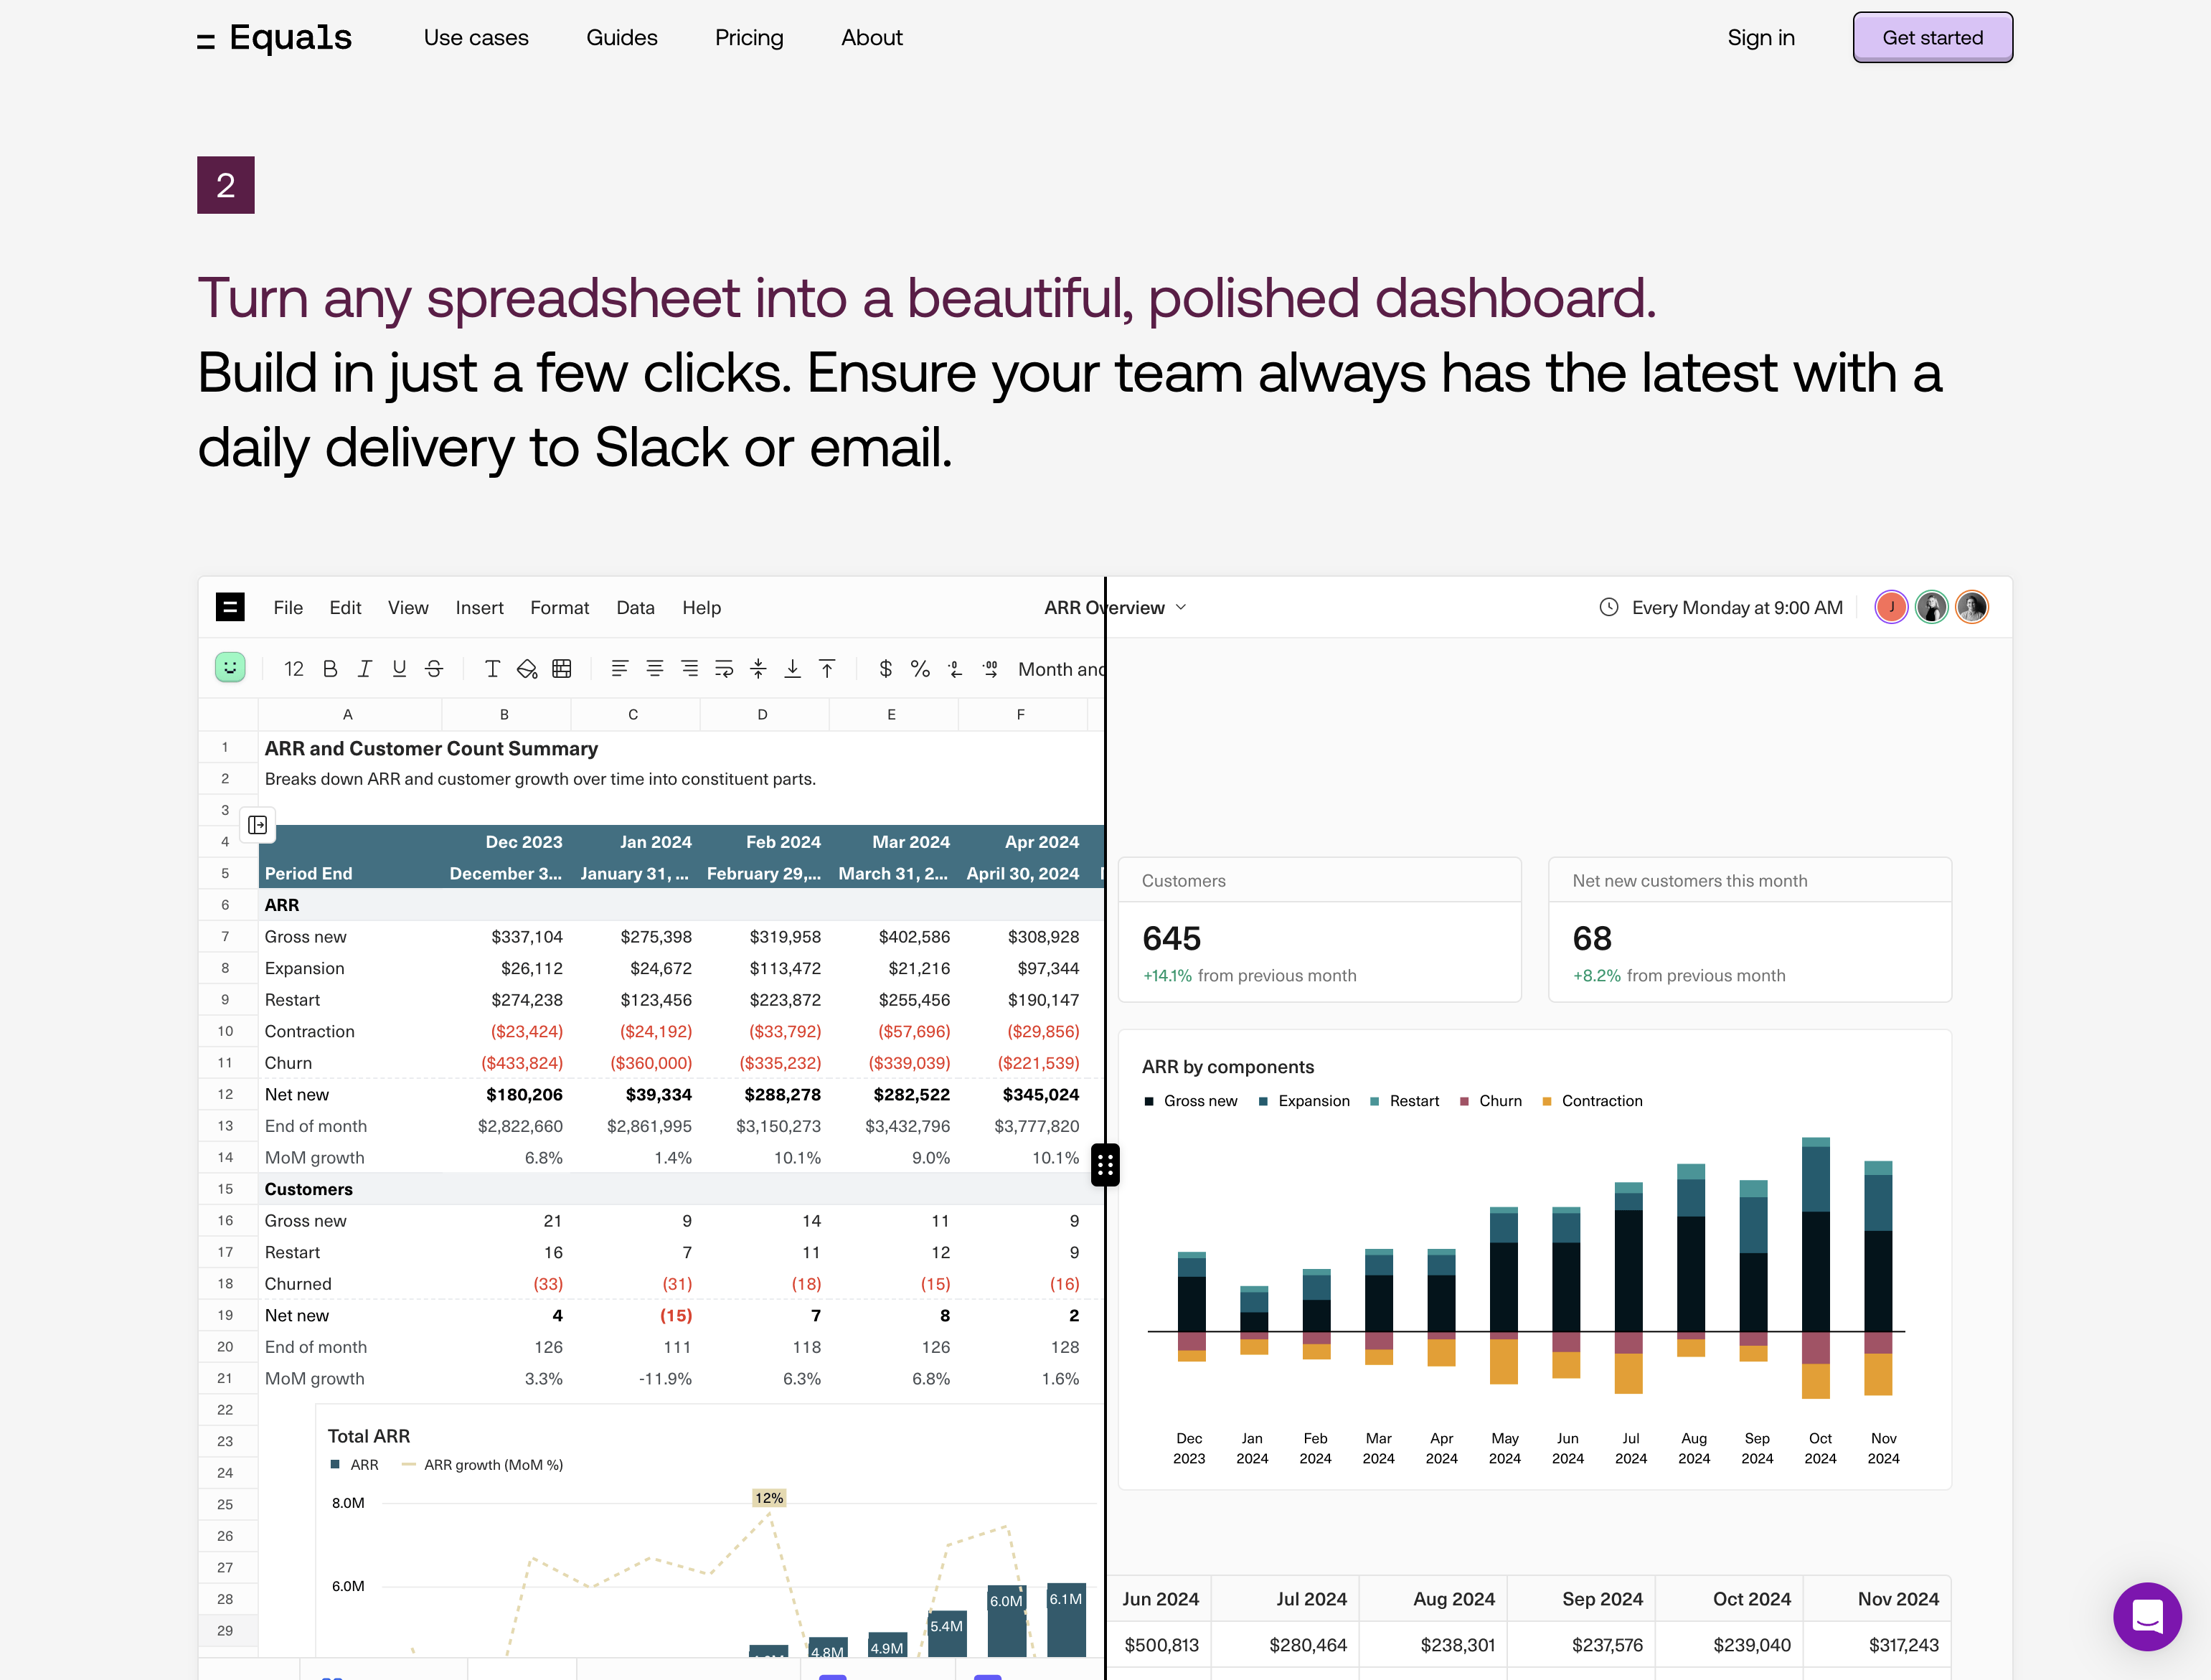 Equals Use cases Guides Pricing About Sign in Get started
2
Turn any spreadsheet into a beautiful, polished dashboard.
Build in just a few clicks. Ensure your team always has the latest with a
daily delivery to Slack or email.
File Edit View Insert Format Data Help ARR Overview Every Monday at 9:00 AM J
12 B I U S T $ % .0 .00 Month and
A B C D E F
1 ARR and Customer Count Summary
2 Breaks down ARR and customer growth over time into constituent parts.
3
4 Dec 2023 Jan 2024 Feb 2024 Mar 2024 Apr 2024
5 Period End December 3... January 31, ... February 29,... March 31, 2... April 30, 2024
6 ARR
7 Gross new $337,104 $275,398 $319,958 $402,586 $308,928
8 Expansion $26,112 $24,672 $113,472 $21,216 $97,344
9 Restart $274,238 $123,456 $223,872 $255,456 $190,147
10 Contraction ($23,424) ($24,192) ($33,792) ($57,696) ($29,856)
11 Churn ($433,824) ($360,000) ($335,232) ($339,039) ($221,539)
12 Net new $180,206 $39,334 $288,278 $282,522 $345,024
13 End of month $2,822,660 $2,861,995 $3,150,273 $3,432,796 $3,777,820
14 MoM growth 6.8% 1.4% 10.1% 9.0% 10.1%
15 Customers
16 Gross new 21 9 14 11 9
17 Restart 16 7 11 12 9
18 Churned (33) (31) (18) (15) (16)
19 Net new 4 (15) 7 8 2
20 End of month 126 111 118 126 128
21 MoM growth 3.3% -11.9% 6.3% 6.8% 1.6%
22
23 Total ARR
24 ARR ARR growth (MoM %)
25 8.0M 12%
26
27
28 6.0M 6.0M 6.1M
29 5.4M
4.8M 4.9M
Customers
645
+14.1% from previous month
Net new customers this month
68
+8.2% from previous month
ARR by components
Gross new Expansion Restart Churn Contraction
Dec Jan Feb Mar Apr May Jun Jul Aug Sep Oct Nov
2023 2024 2024 2024 2024 2024 2024 2024 2024 2024 2024 2024
Jun 2024 Jul 2024 Aug 2024 Sep 2024 Oct 2024 Nov 2024
$500,813 $280,464 $238,301 $237,576 $239,040 $317,243